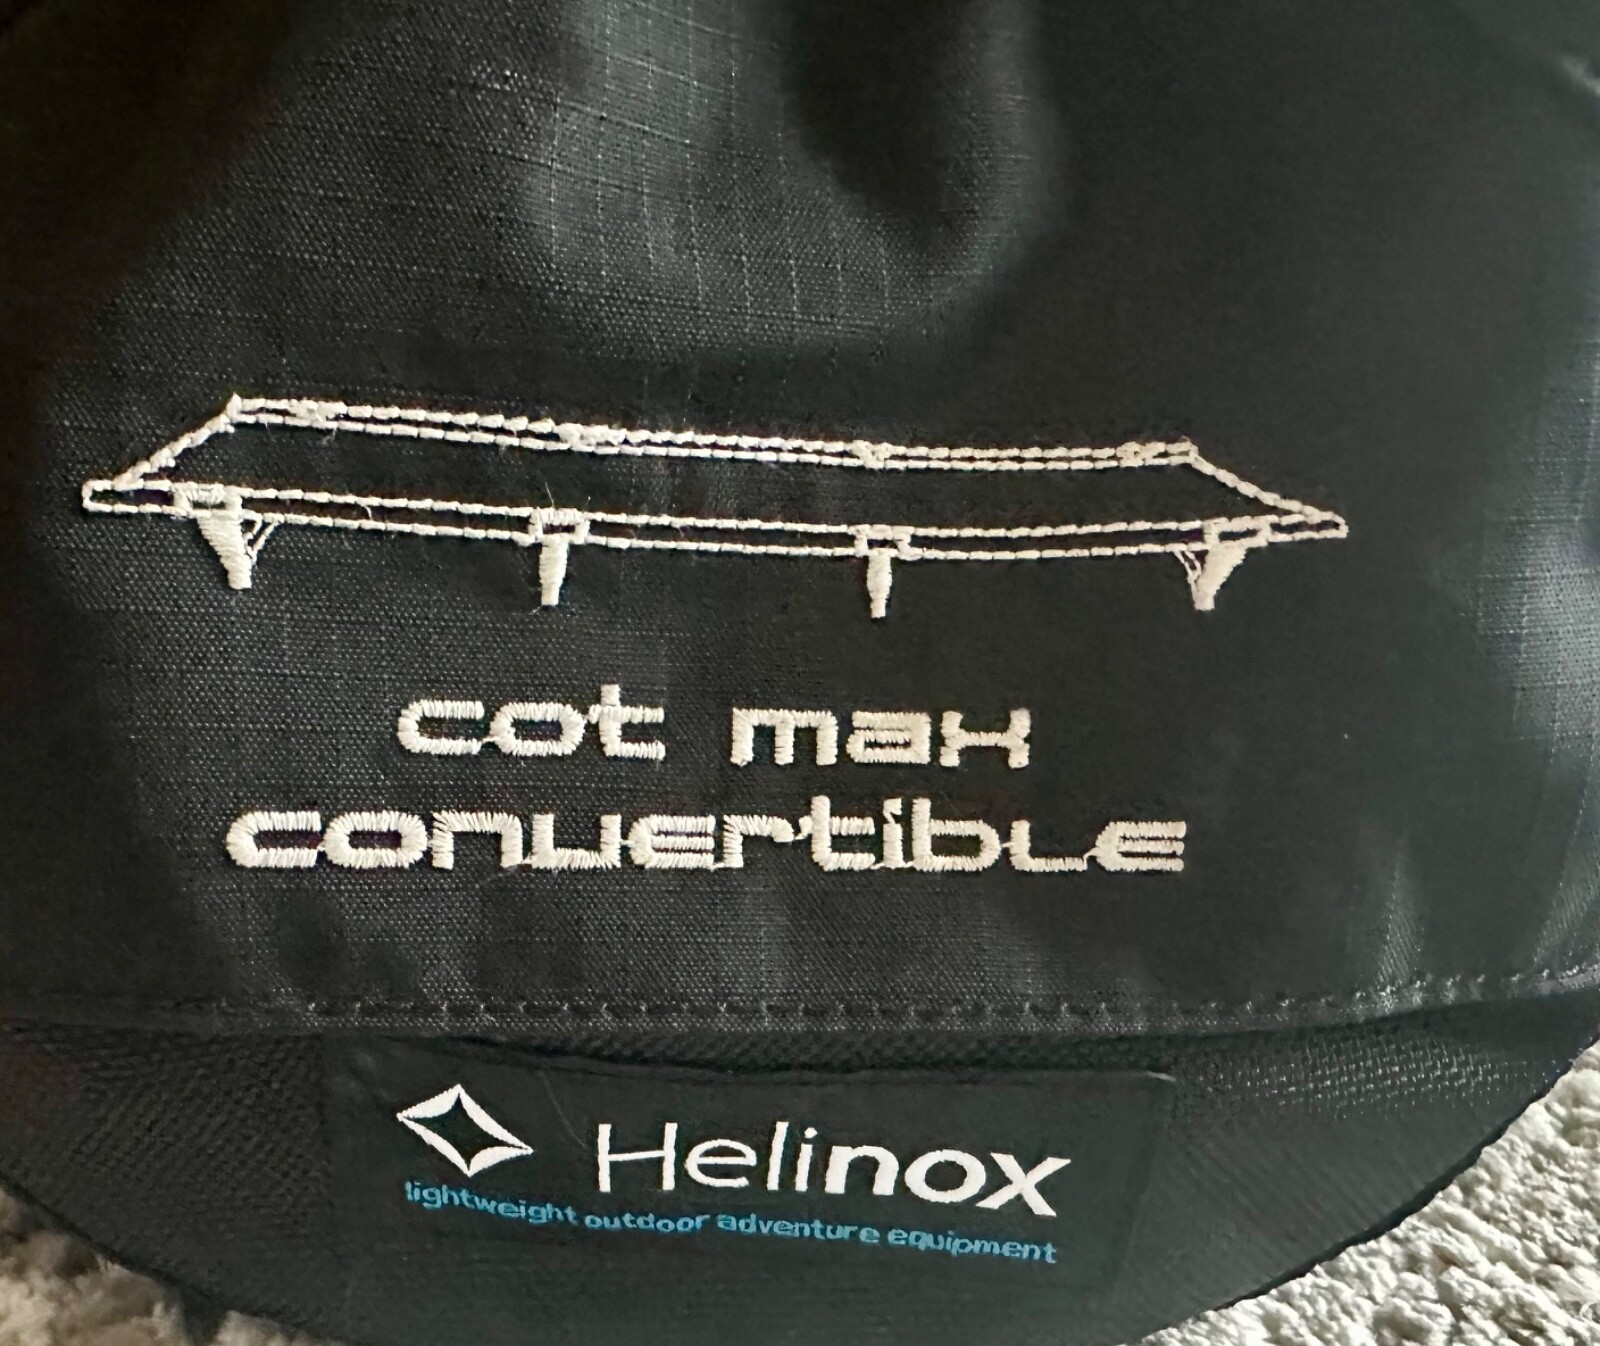 cot max
convertible
Helinox
lightweight outdoor adventure equipment